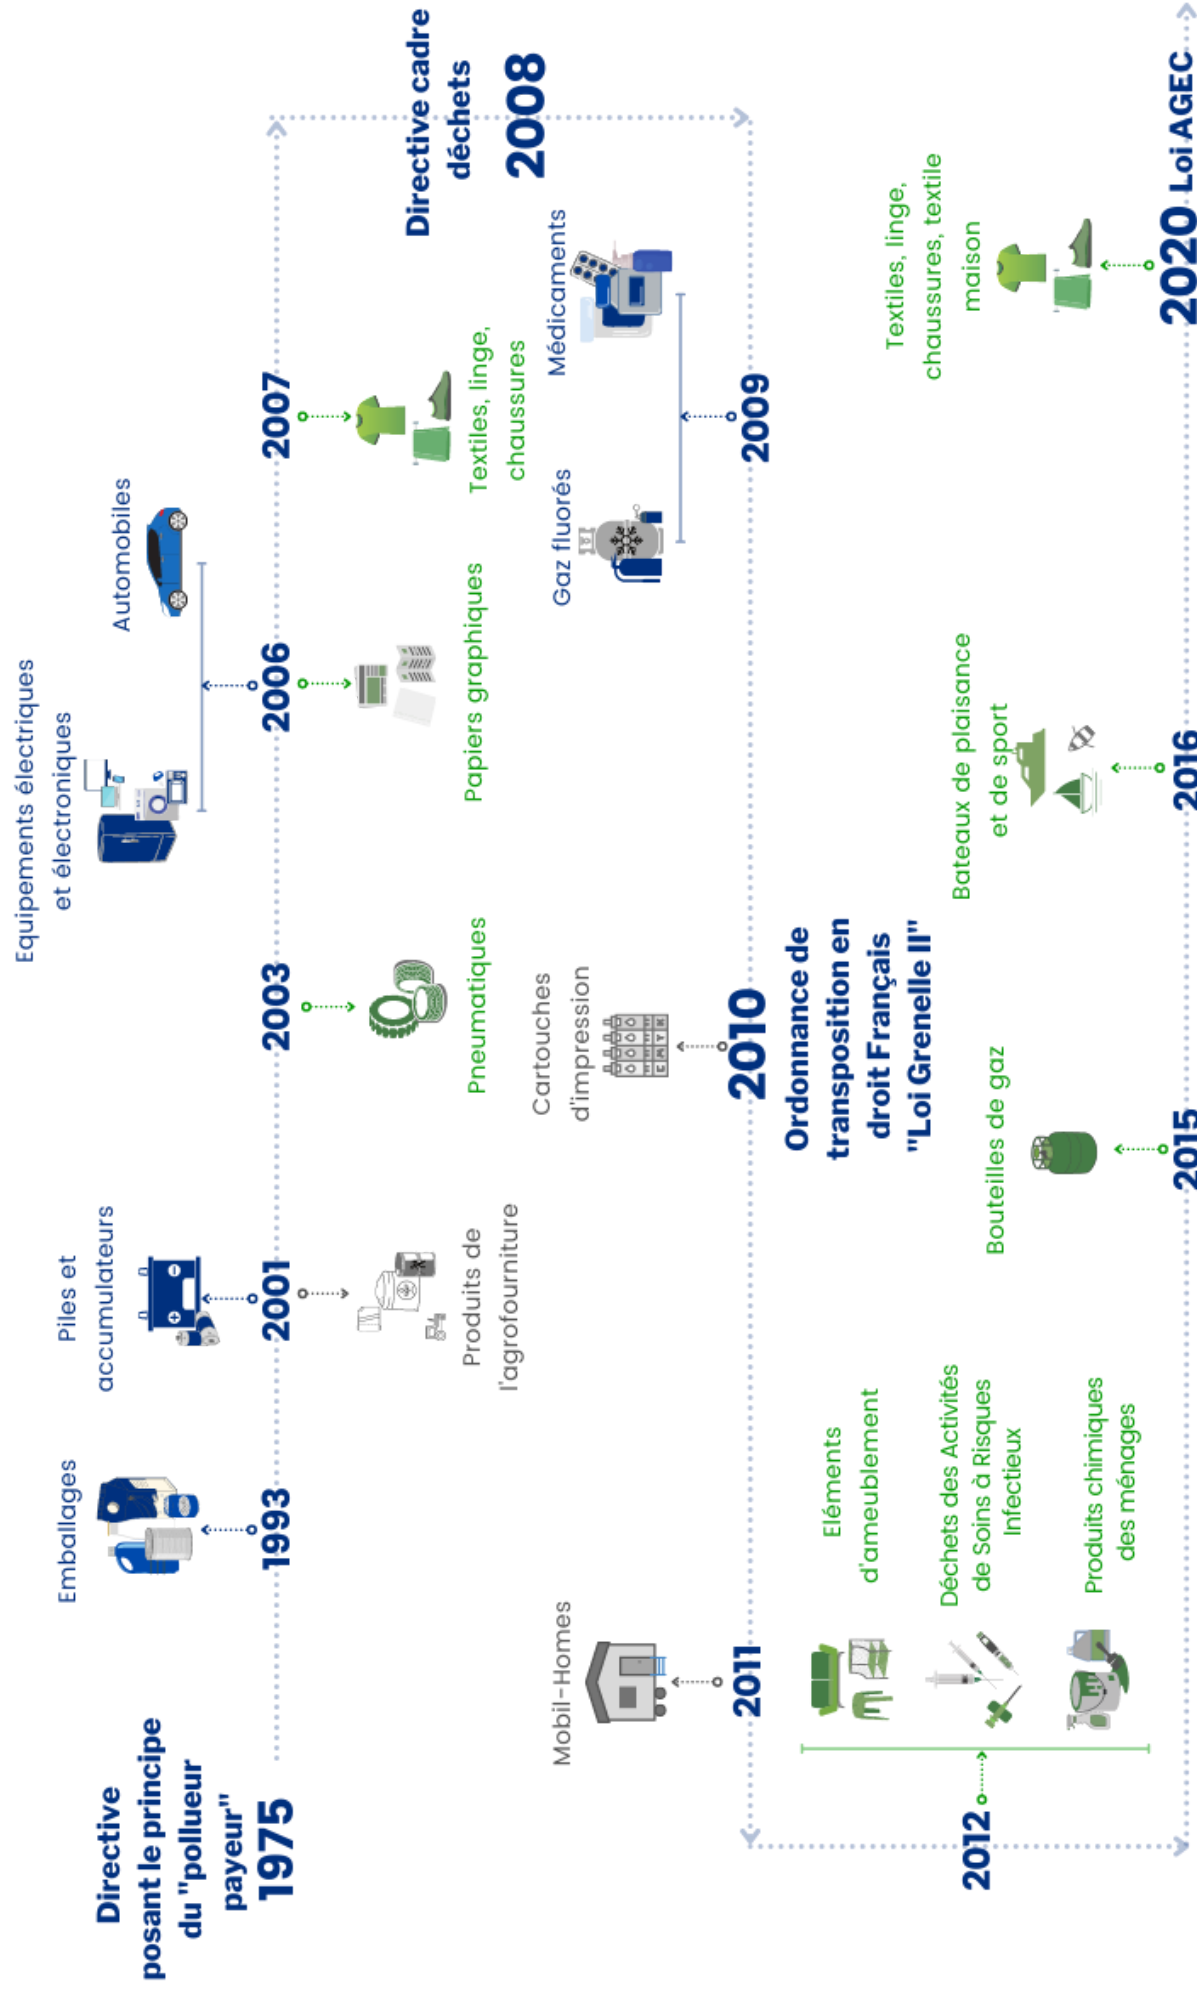 Directive
posant le principe
du "pollueur
payeur"
1975
Emballages
1993
Piles et
accumulateurs
2001
Produits de
l'agrofourniture
2003
Pneumatiques
Equipements électriques
et électroniques
Automobiles
2006
Papiers graphiques
2007
Textiles, linge,
chaussures
Directive cadre
déchets
2008
Gaz fluorés
Médicaments
2009
Cartouches
d'impression
2010
Ordonnance de
transposition en
droit Français
"Loi Grenelle II"
Mobil-Homes
2011
2012
Eléments
d'ameublement
Déchets des Activités
de Soins à Risques
Infectieux
Produits chimiques
des ménages
Bouteilles de gaz
2015
Bateaux de plaisance
et de sport
2016
Textiles, linge,
chaussures, textile
maison
2020 Loi AGEC